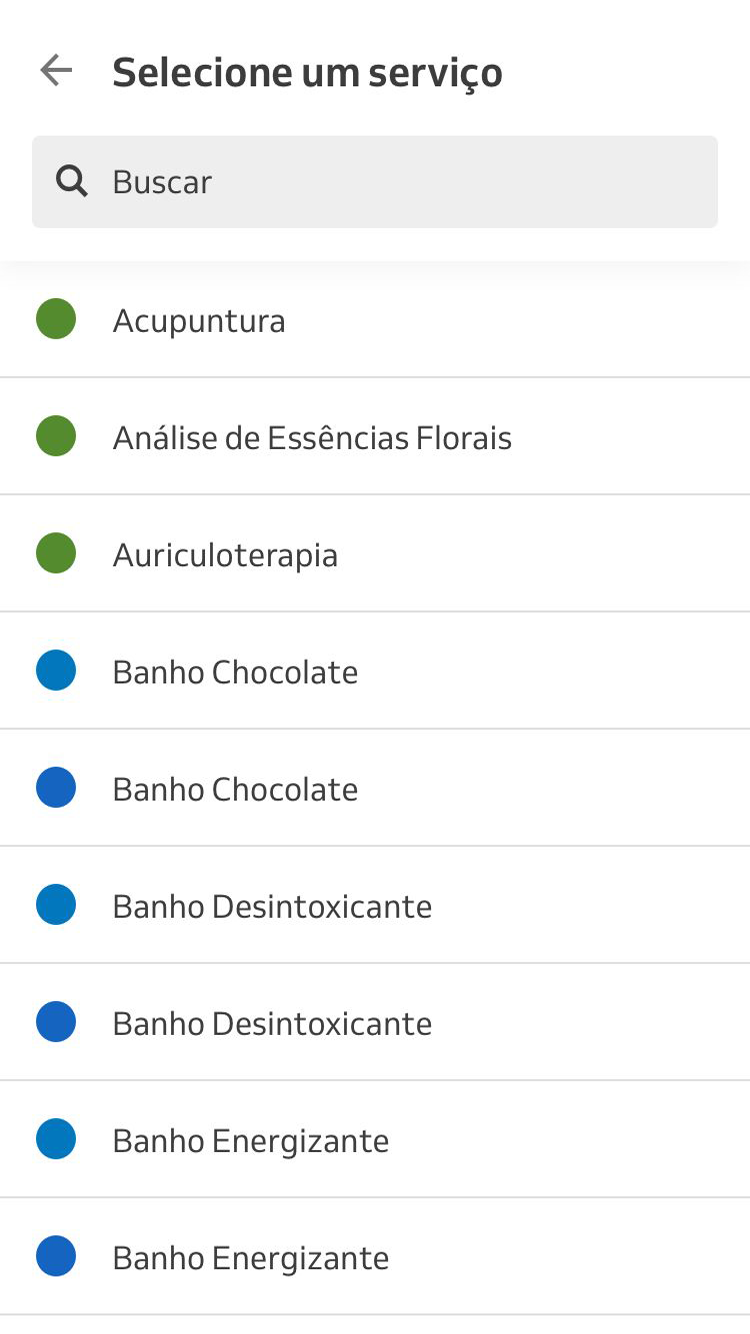 Selecione um serviço
Buscar
Acupuntura
Análise de Essências Florais
Auriculoterapia
Banho Chocolate
Banho Chocolate
Banho Desintoxicante
Banho Desintoxicante
Banho Energizante
Banho Energizante